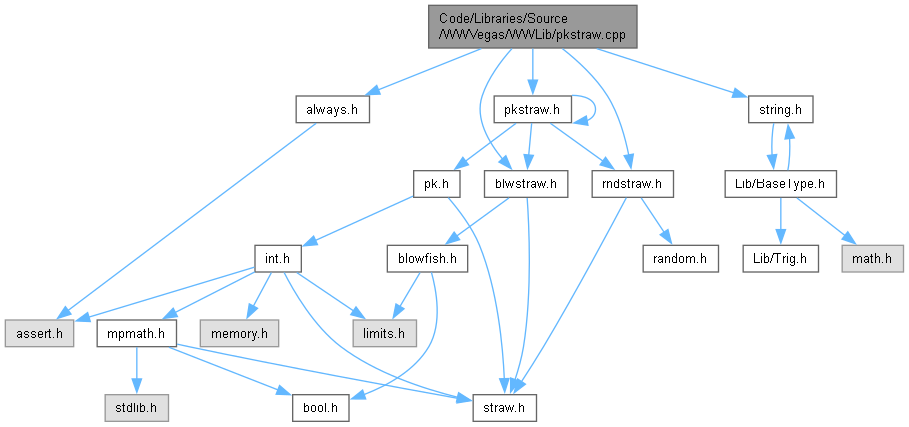 Code/Libraries/Source
/WWVegas/WWLib/pkstraw.cpp
always.h
pkstraw.h
string.h
pk.h
blwstraw.h
rndstraw.h
Lib/BaseType.h
int.h
blowfish.h
random.h
Lib/Trig.h
math.h
assert.h
mpmath.h
memory.h
limits.h
stdlib.h
bool.h
straw.h